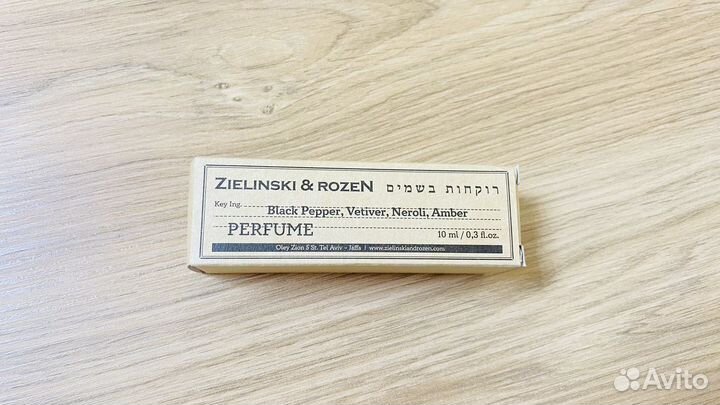 ZIELINSKI & ROZEN רוקחות בשמים
Key Ing. Black Pepper, Vetiver, Neroli, Amber
PERFUME 10 ml / 0,3 fl.oz.
Oley Zion 5 St. Tel Aviv - Jaffa | www.zielinskiandrozen.com
Avito